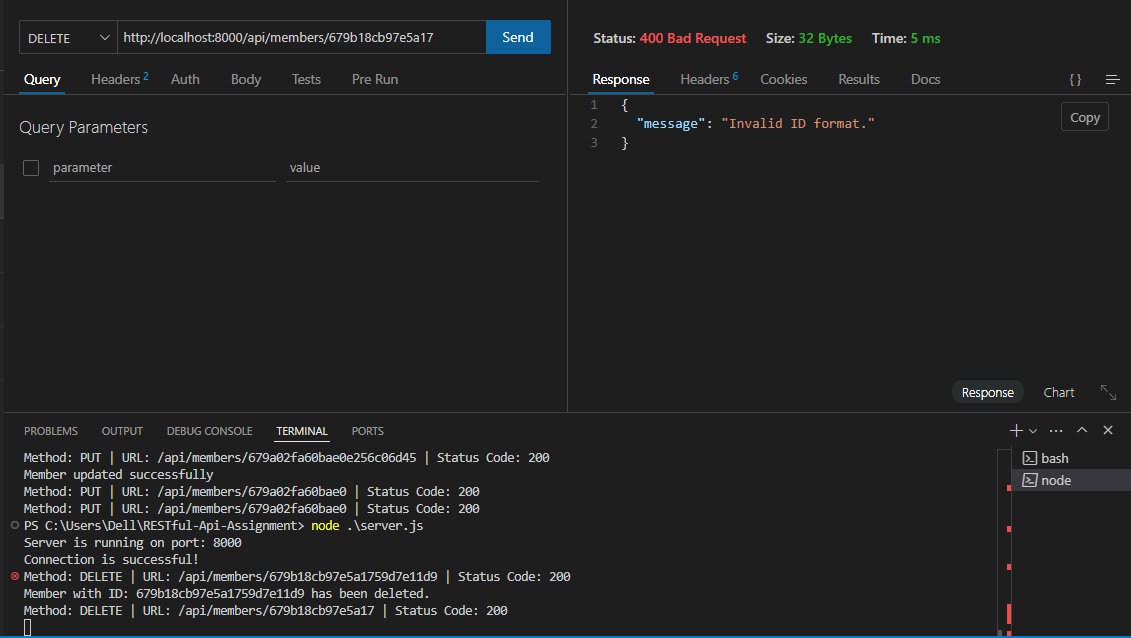 DELETE http://localhost:8000/api/members/679b18cb97e5a17 Send
Query Headers 2 Auth Body Tests Pre Run
Query Parameters
parameter value
Status: 400 Bad Request Size: 32 Bytes Time: 5 ms
Response Headers 6 Cookies Results Docs {}
1 {
2 "message": "Invalid ID format."
3 }
Copy
Response Chart
PROBLEMS OUTPUT DEBUG CONSOLE TERMINAL PORTS
Method: PUT | URL: /api/members/679a02fa60bae0e256c06d45 | Status Code: 200
Member updated successfully
Method: PUT | URL: /api/members/679a02fa60bae0 | Status Code: 200
Method: PUT | URL: /api/members/679a02fa60bae0 | Status Code: 200
PS C:\Users\Dell\RESTful-Api-Assignment> node .\server.js
Server is running on port: 8000
Connection is successful!
Method: DELETE | URL: /api/members/679b18cb97e5a1759d7e11d9 | Status Code: 200
Member with ID: 679b18cb97e5a1759d7e11d9 has been deleted.
Method: DELETE | URL: /api/members/679b18cb97e5a17 | Status Code: 200
bash
node